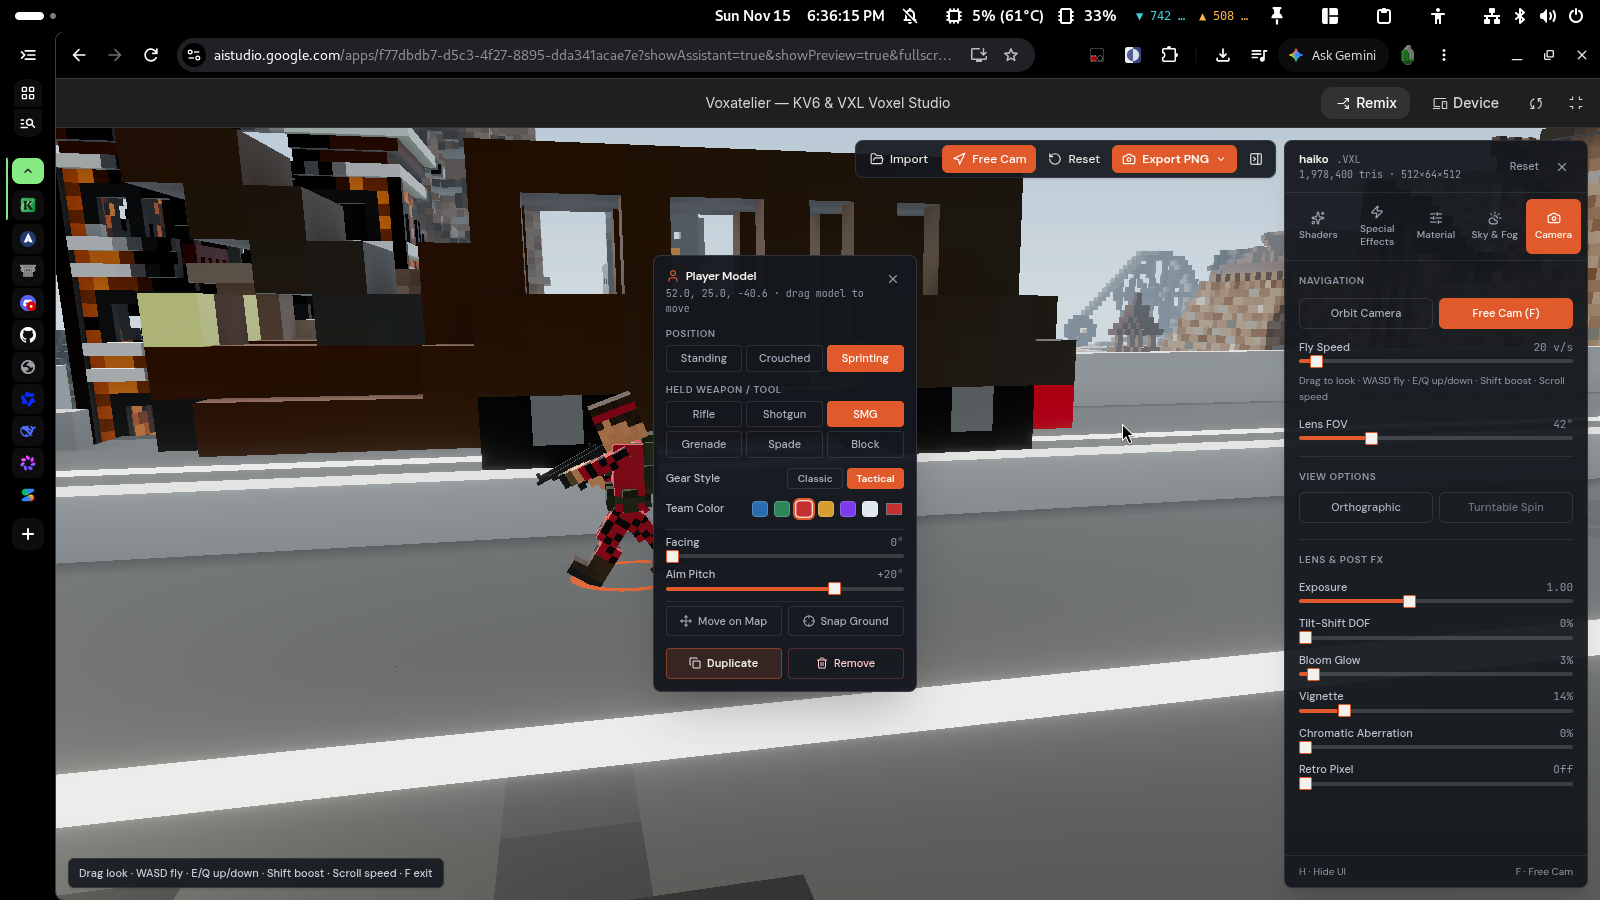 Sun Nov 15 6:36:15 PM
5% (61°C)
33%
▼ 742 ...
▲ 508 ...
aistudio.google.com/apps/f77dbdb7-d5c3-4f27-8895-dda341acae7e?showAssistant=true&showPreview=true&fullscr...
Ask Gemini
Voxatelier — KV6 & VXL Voxel Studio
Remix
Device
Import
Free Cam
Reset
Export PNG
haiko .VXL
1,978,400 tris · 512×64×512
Reset
Shaders
Special Effects
Material
Sky & Fog
Camera
NAVIGATION
Orbit Camera
Free Cam (F)
Fly Speed 20 v/s
Drag to look · WASD fly · E/Q up/down · Shift boost · Scroll
speed
Lens FOV 42°
VIEW OPTIONS
Orthographic
Turntable Spin
LENS & POST FX
Exposure 1.00
Tilt-Shift DOF 0%
Bloom Glow 3%
Vignette 14%
Chromatic Aberration 0%
Retro Pixel Off
H · Hide UI
F · Free Cam
Player Model
52.0, 25.0, -40.6 · drag model to
move
POSITION
Standing
Crouched
Sprinting
HELD WEAPON / TOOL
Rifle
Shotgun
SMG
Grenade
Spade
Block
Gear Style
Classic
Tactical
Team Color
Facing 0°
Aim Pitch +20°
Move on Map
Snap Ground
Duplicate
Remove
Drag look · WASD fly · E/Q up/down · Shift boost · Scroll speed · F exit